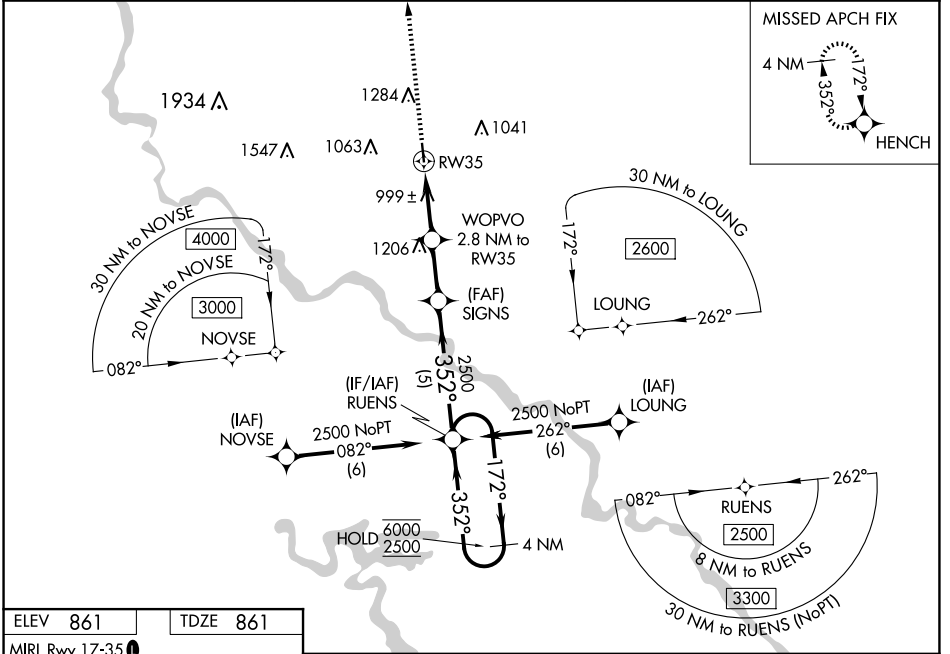 MISSED APCH FIX
4 NM
172°
352°
HENCH
1934
1284
1041
1547
1063
RW35
999 ±
WOPVO
2.8 NM to
RW35
1206
(FAF)
SIGNS
30 NM to NOVSE
4000
20 NM to NOVSE
3000
172°
NOVSE
082°
30 NM to LOUNG
172°
2600
LOUNG
262°
2500
352°
(5)
(IF/IAF)
RUENS
(IAF)
NOVSE
2500 NoPT
082°
(6)
(IAF)
LOUNG
2500 NoPT
262°
(6)
172°
352°
HOLD
6000
2500
4 NM
082°
262°
RUENS
2500
8 NM to RUENS
3300
30 NM to RUENS (NoPT)
ELEV 861
TDZE 861
MIRL Rwy 17-35 L